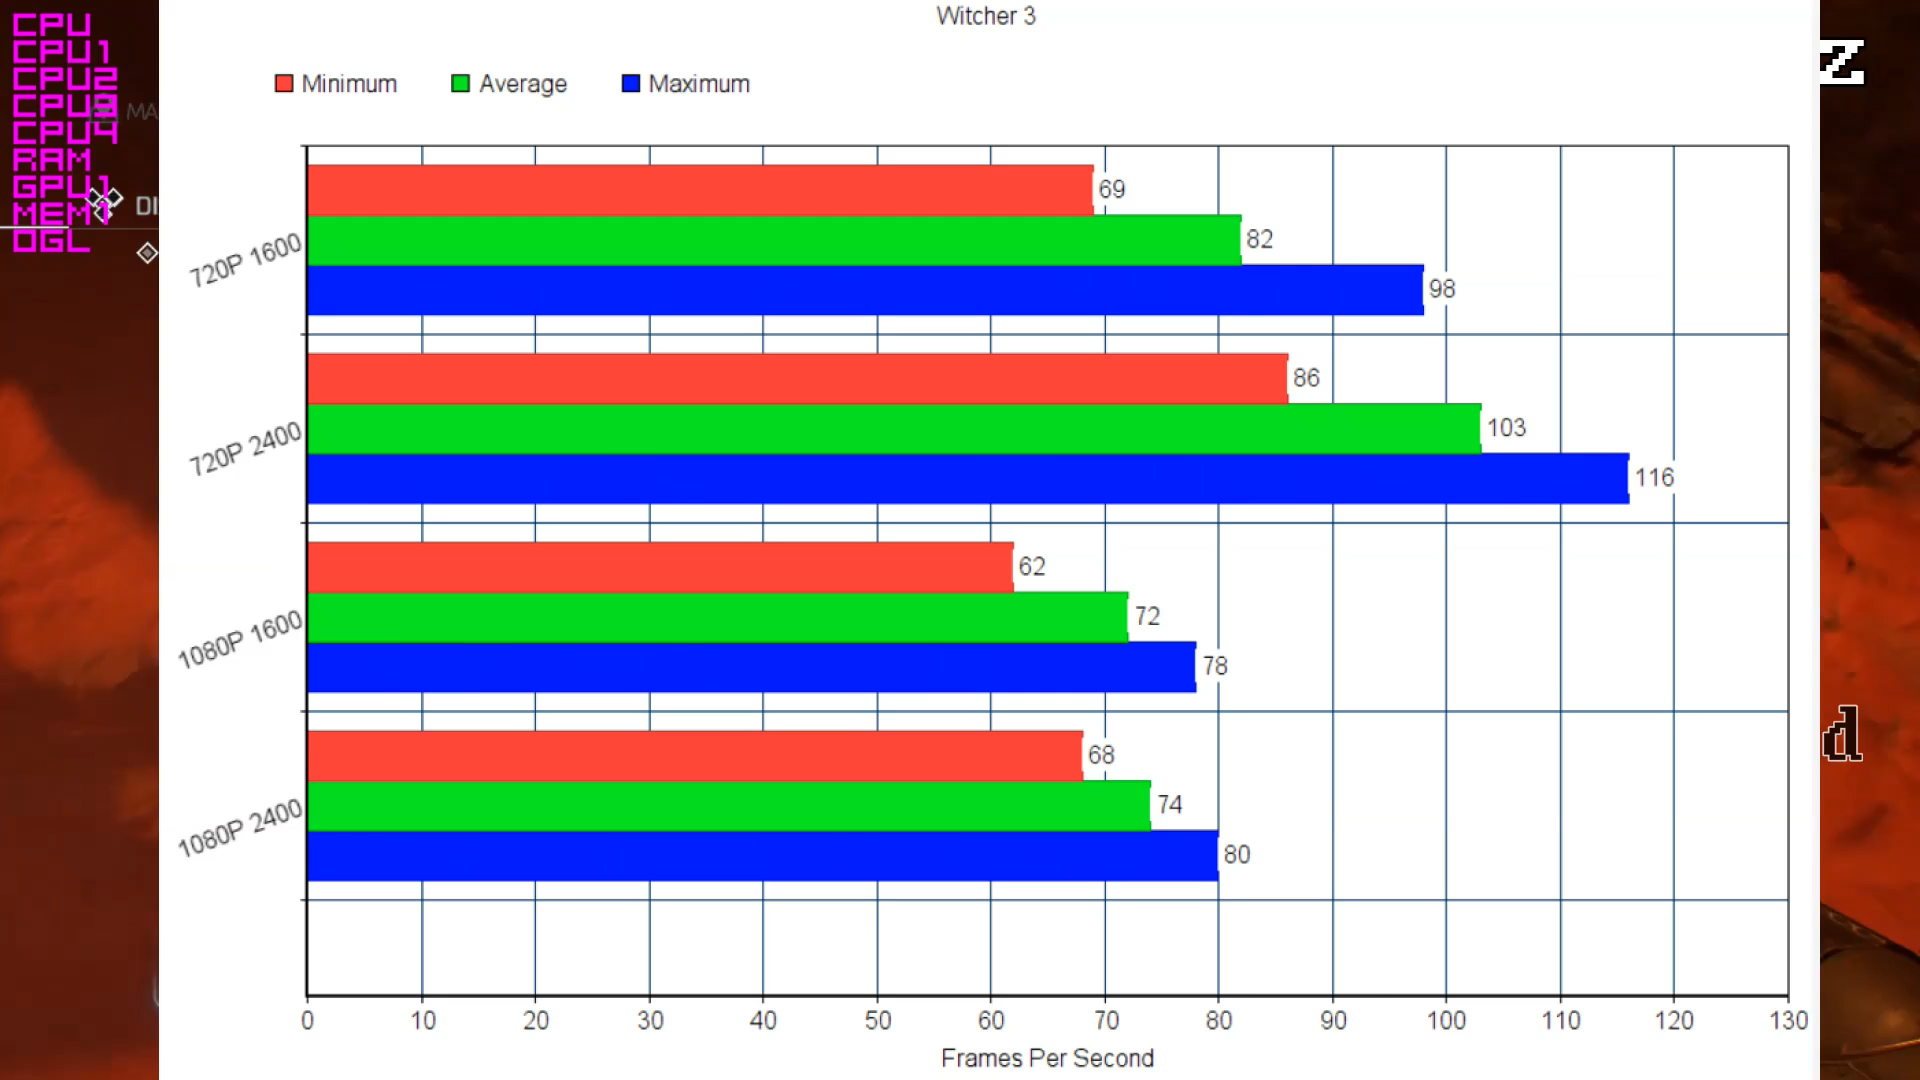 CPU
CPU1
CPU2
CPU3
CPU4
RAM
GPU1
MEM1
OGL
MA
DI
Witcher 3
Minimum Average Maximum
720P 1600
69
82
98
720P 2400
86
103
116
1080P 1600
62
72
78
1080P 2400
68
74
80
0 10 20 30 40 50 60 70 80 90 100 110 120 130
Frames Per Second
z
d